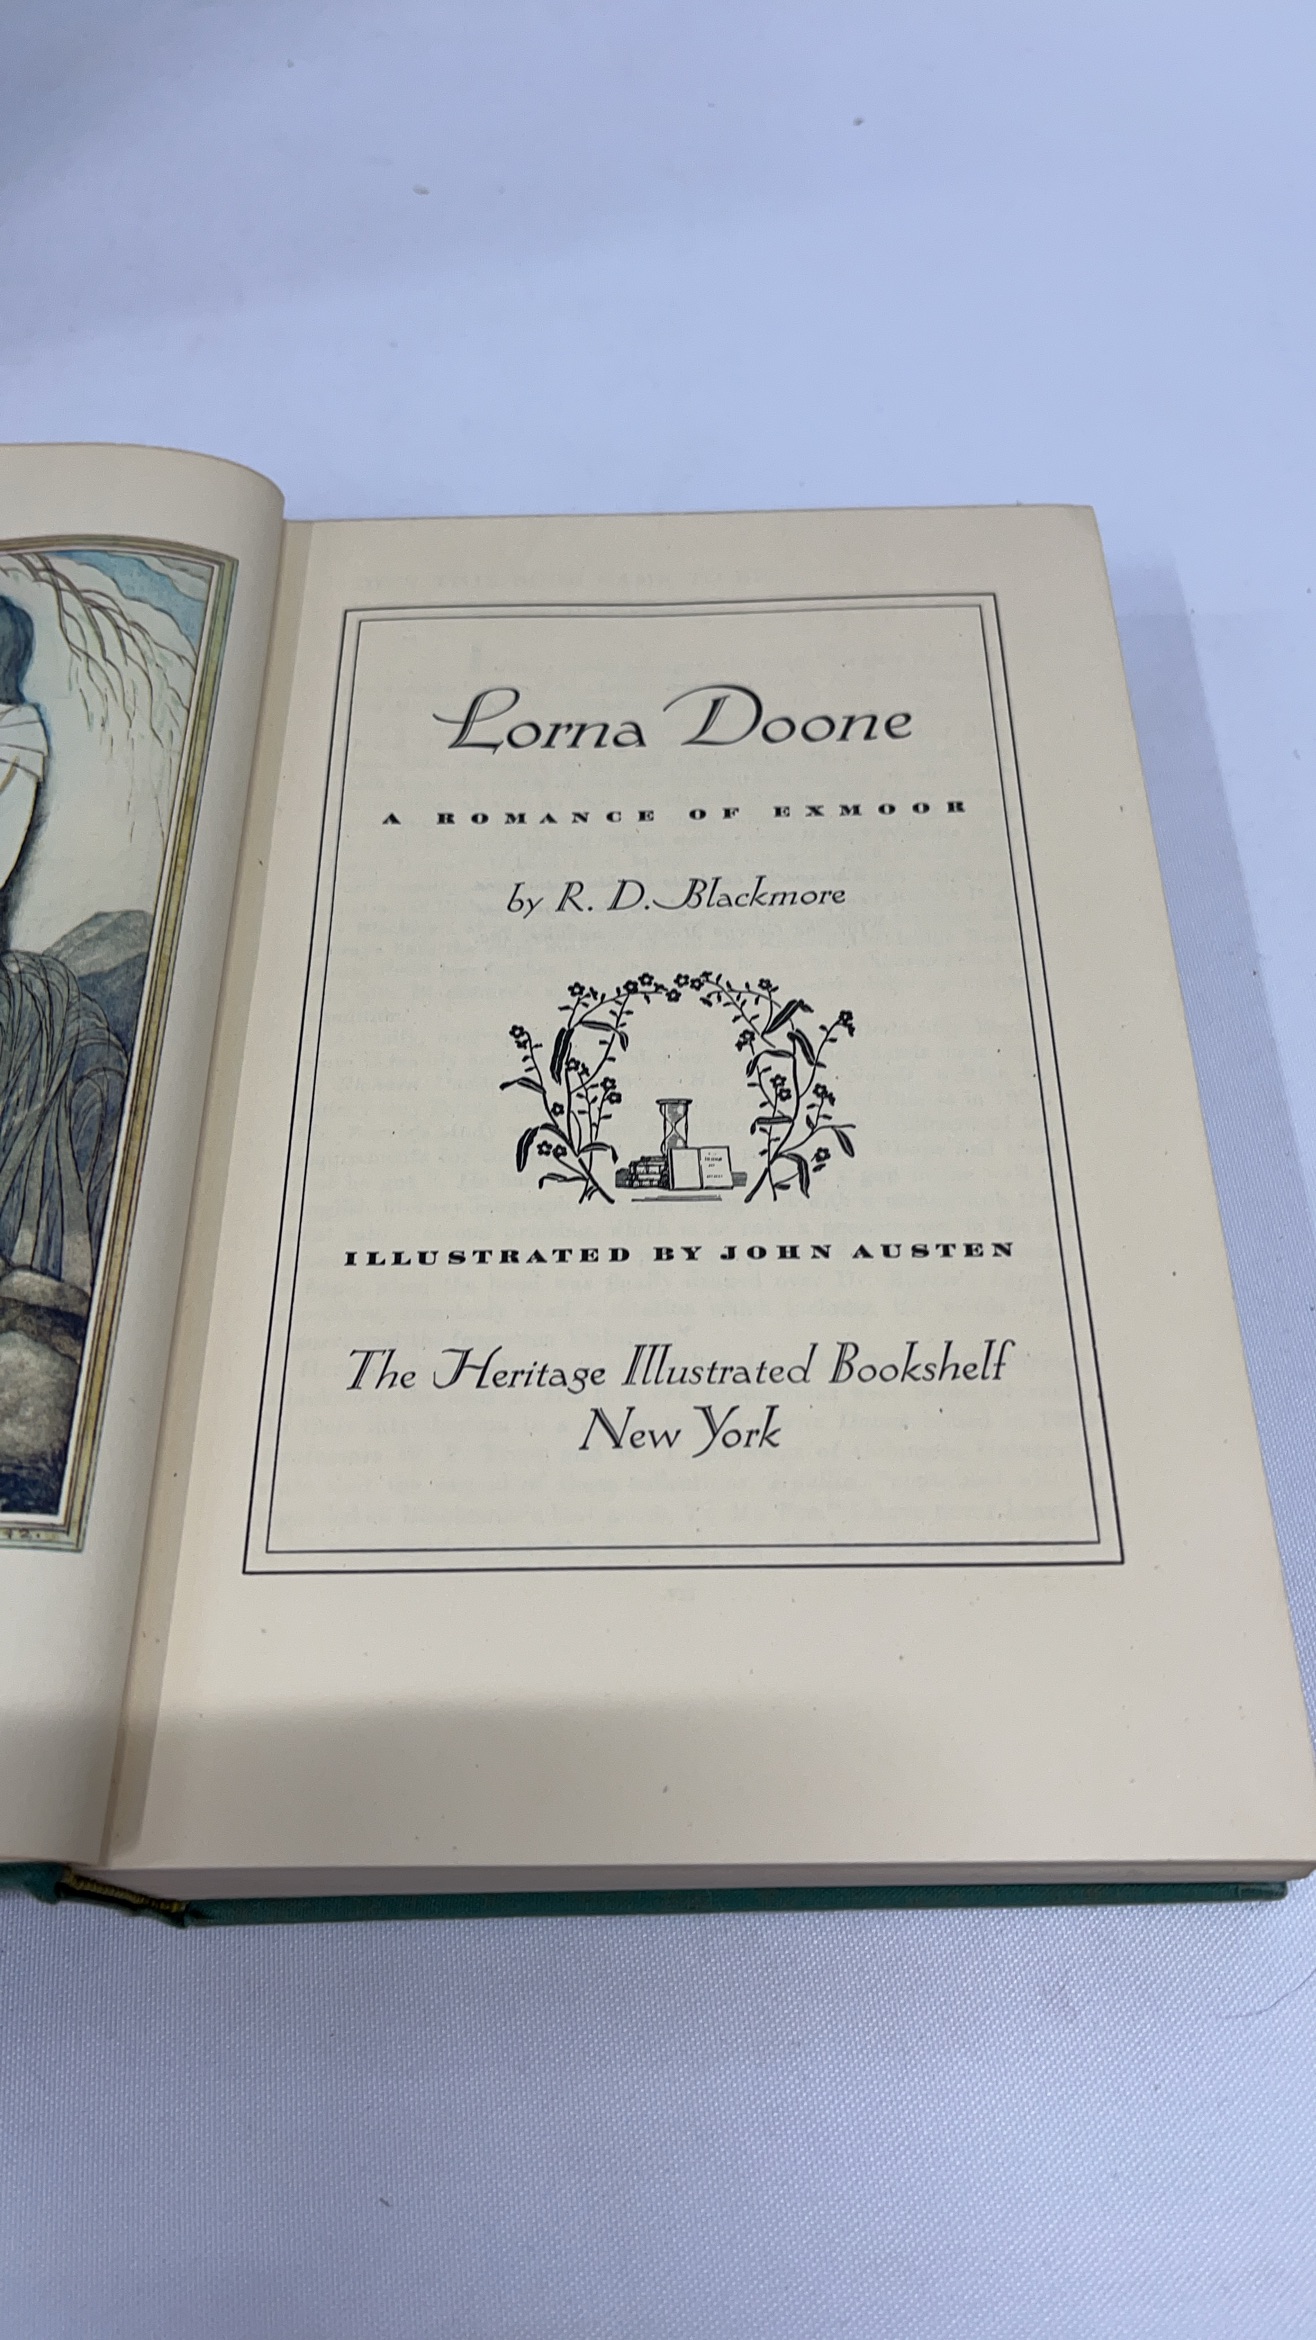 Lorna Doone
A ROMANCE OF EXMOOR
by R. D. Blackmore
ILLUSTRATED BY JOHN AUSTEN
The Heritage Illustrated Bookshelf
New York